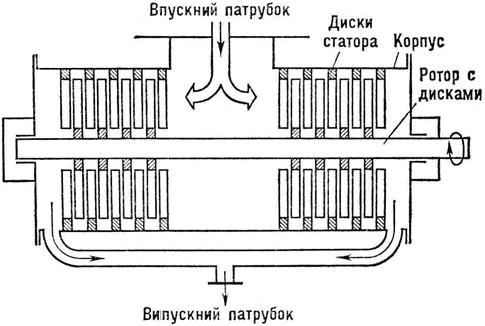 Впускний патрубок
Диски
статора
Корпус
Ротор с
дисками
Випускний патрубок